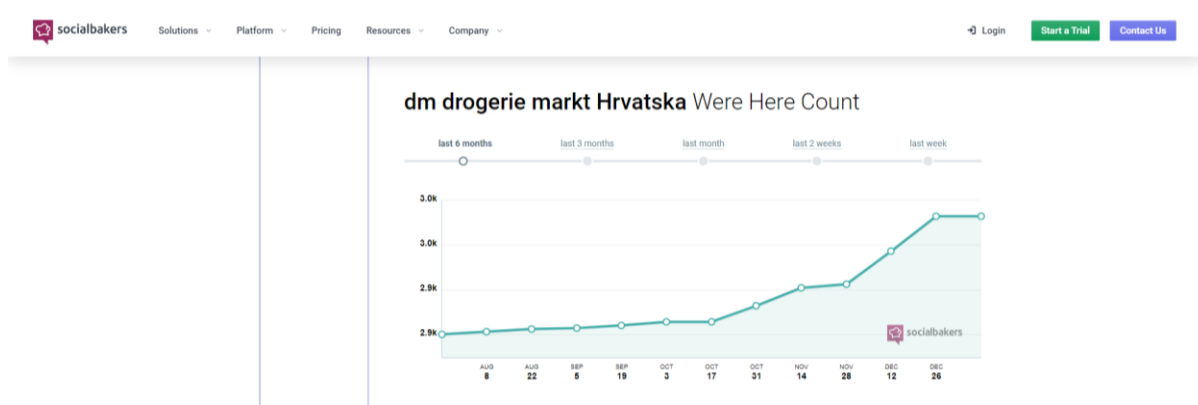 socialbakers Solutions Platform Pricing Resources Company Login Start a Trial Contact Us
dm drogerie markt Hrvatska Were Here Count
last 6 months last 3 months last month last 2 weeks last week
3.0k
3.0k
2.9k
2.9k
socialbakers
AUG AUG SEP SEP OCT OCT OCT NOV NOV DEC DEC
8 22 5 19 3 17 31 14 28 12 26